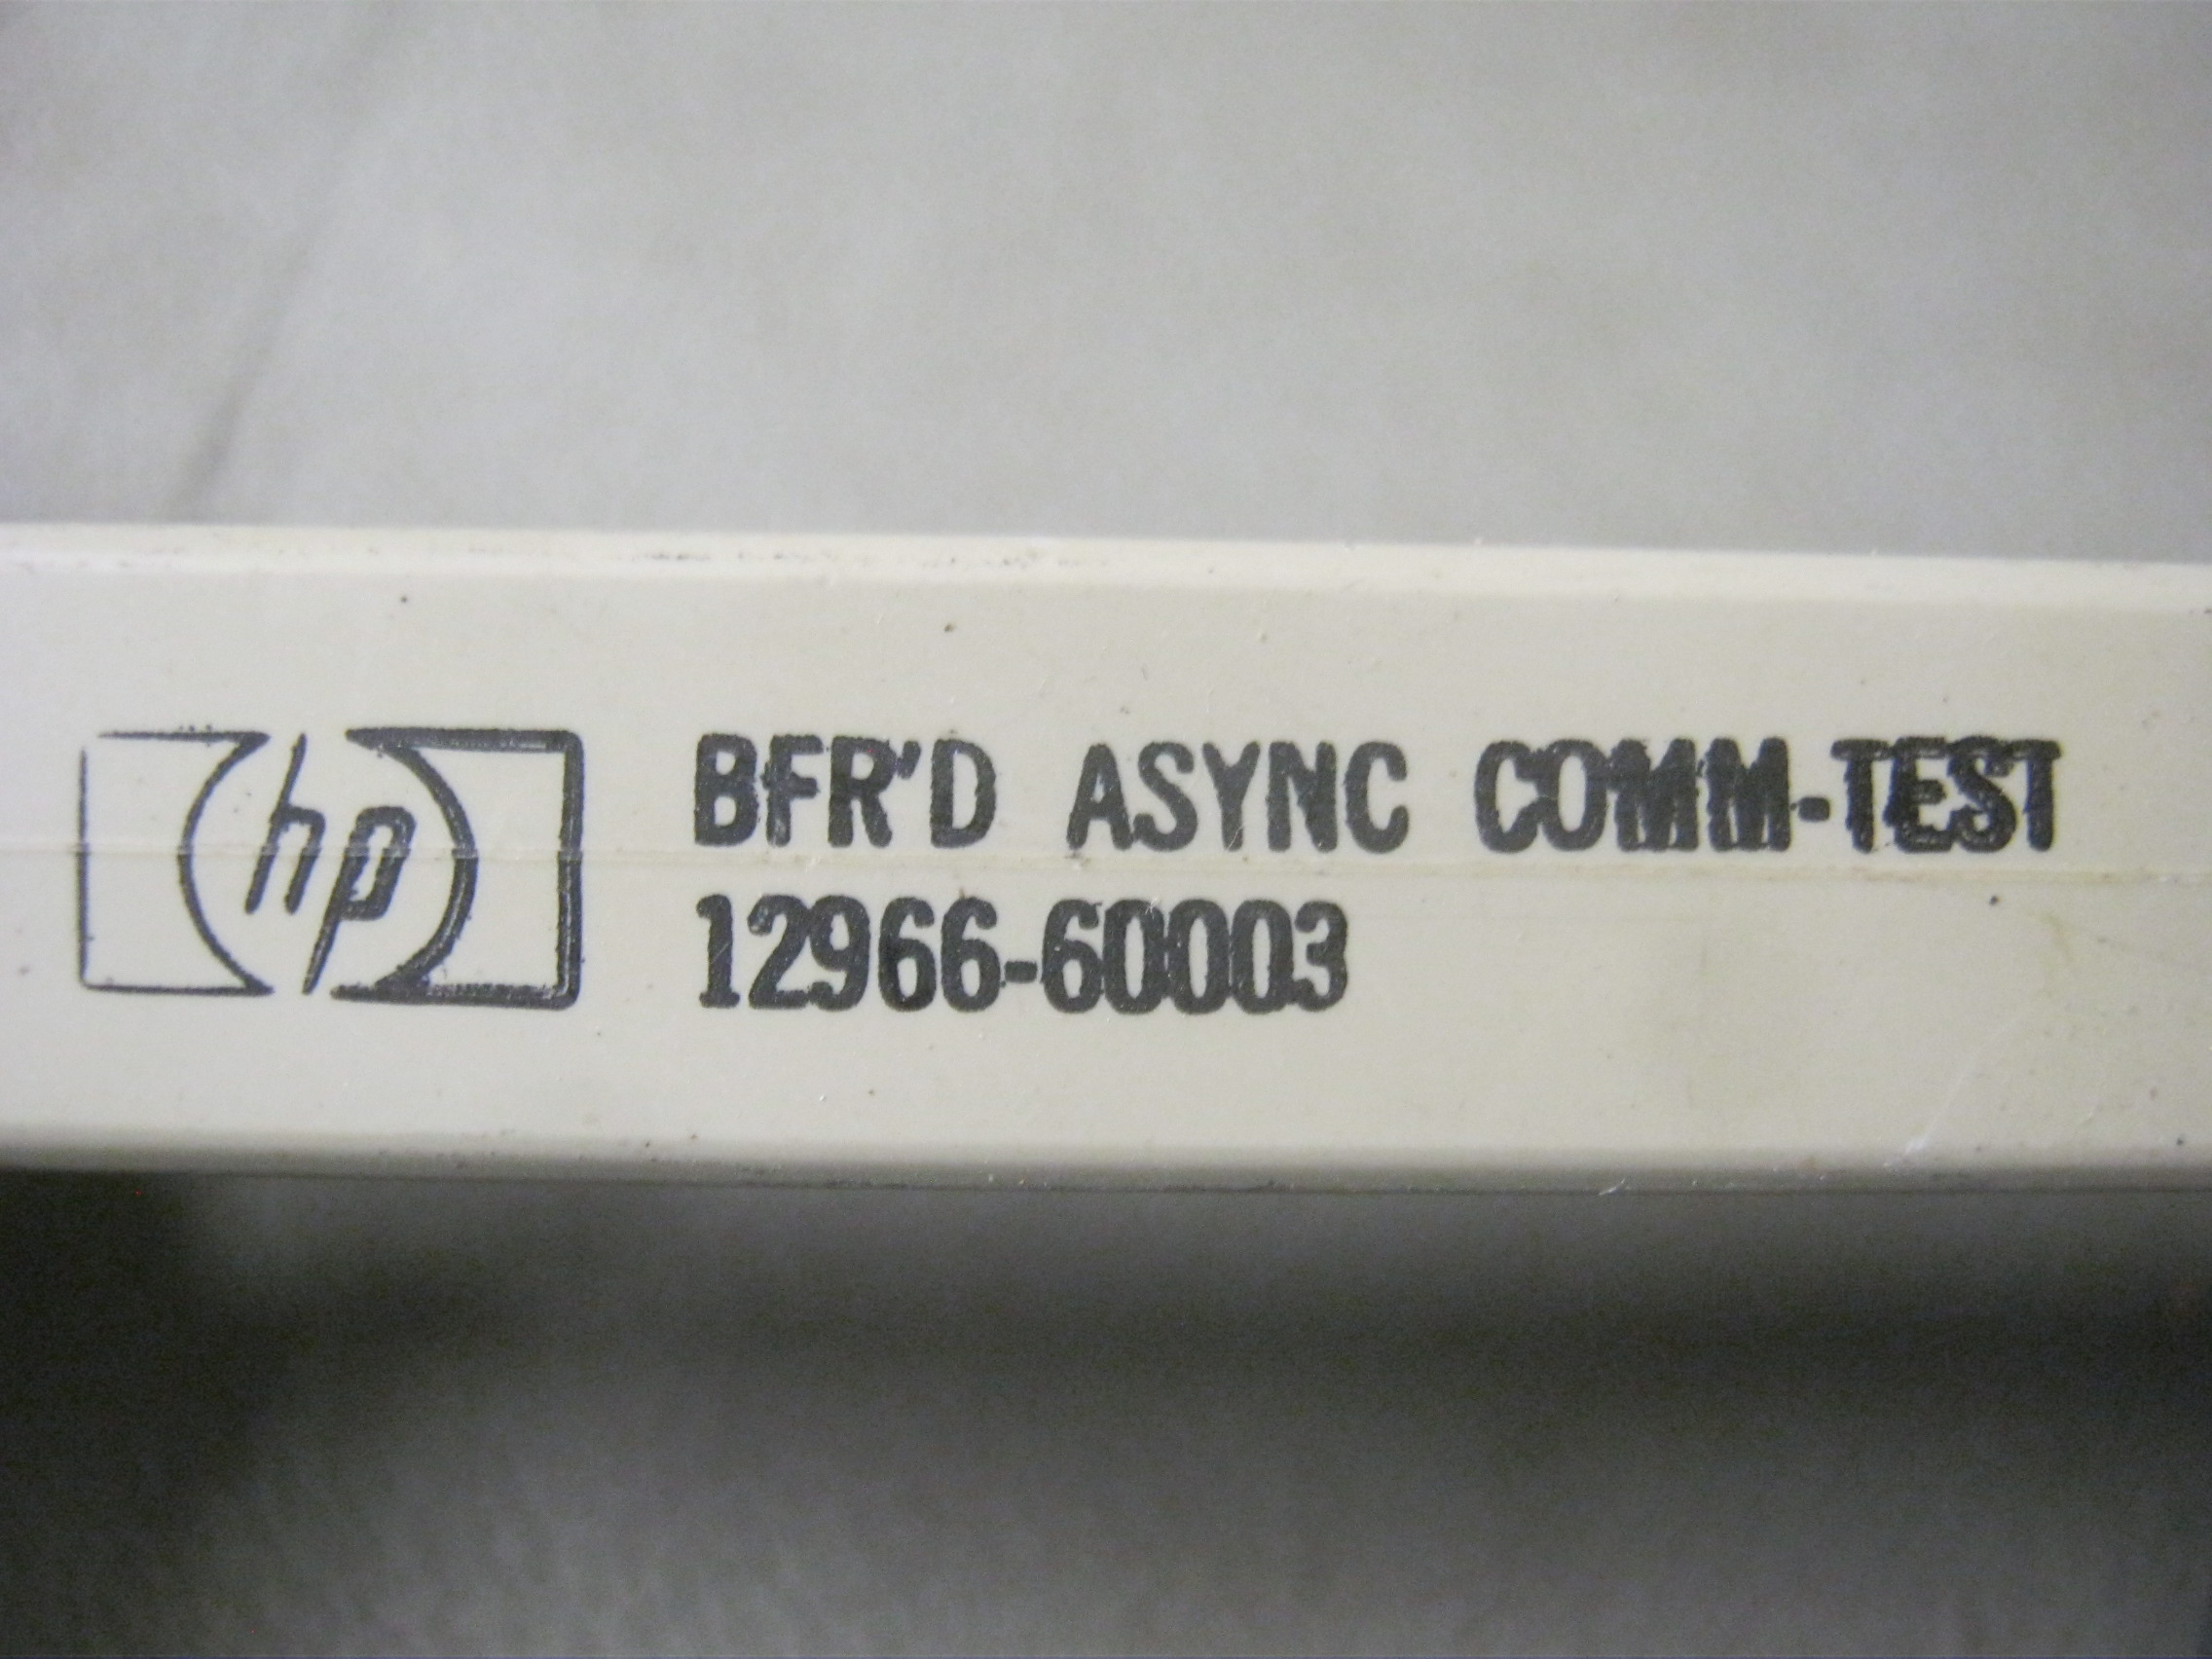 hp
BFR'D ASYNC COMM-TEST
12966-60003